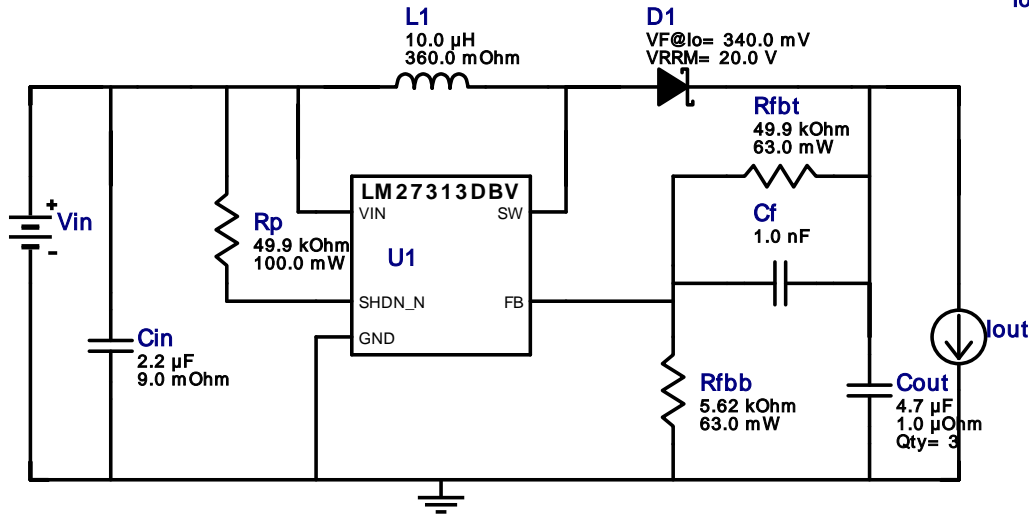 Io
L1
10.0 µH
360.0 mOhm
D1
VF@Io= 340.0 mV
VRRM= 20.0 V
Rfbt
49.9 kOhm
63.0 mW
LM27313DBV
VIN
SW
U1
SHDN_N
FB
GND
+
Vin
-
Rp
49.9 kOhm
100.0 mW
Cf
1.0 nF
Cin
2.2 µF
9.0 mOhm
Iout
Rfbb
5.62 kOhm
63.0 mW
Cout
4.7 µF
1.0 µOhm
Qty= 3